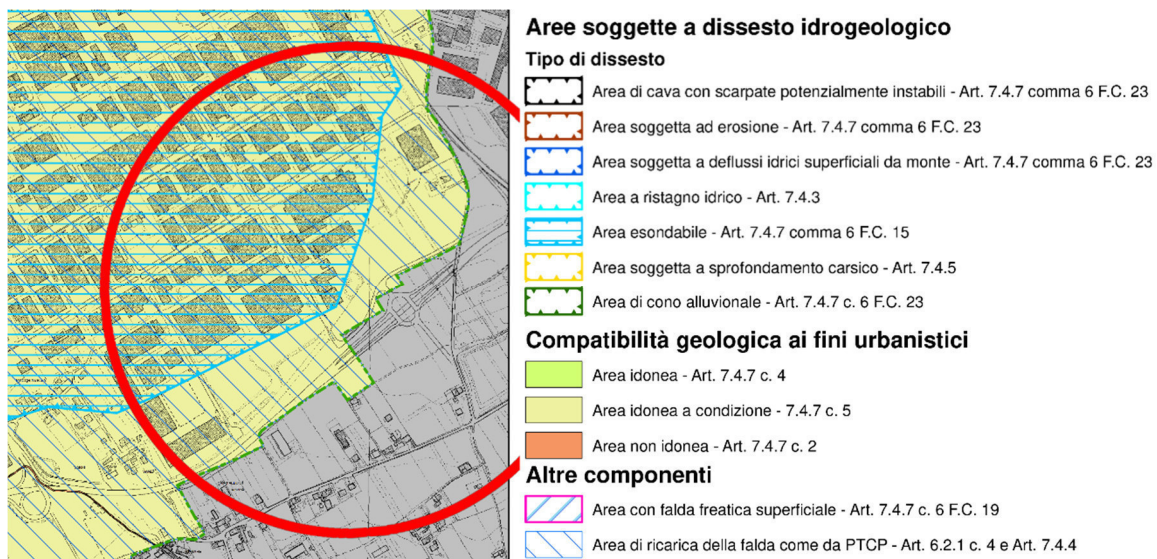 Aree soggette a dissesto idrogeologico
Tipo di dissesto
Area di cava con scarpate potenzialmente instabili - Art. 7.4.7 comma 6 F.C. 23
Area soggetta ad erosione - Art. 7.4.7 comma 6 F.C. 23
Area soggetta a deflussi idrici superficiali da monte - Art. 7.4.7 comma 6 F.C. 23
Area a ristagno idrico - Art. 7.4.3
Area esondabile - Art. 7.4.7 comma 6 F.C. 15
Area soggetta a sprofondamento carsico - Art. 7.4.5
Area di cono alluvionale - Art. 7.4.7 c. 6 F.C. 23
Compatibilità geologica ai fini urbanistici
Area idonea - Art. 7.4.7 c. 4
Area idonea a condizione - 7.4.7 c. 5
Area non idonea - Art. 7.4.7 c. 2
Altre componenti
Area con falda freatica superficiale - Art. 7.4.7 c. 6 F.C. 19
Area di ricarica della falda come da PTCP - Art. 6.2.1 c. 4 e Art. 7.4.4